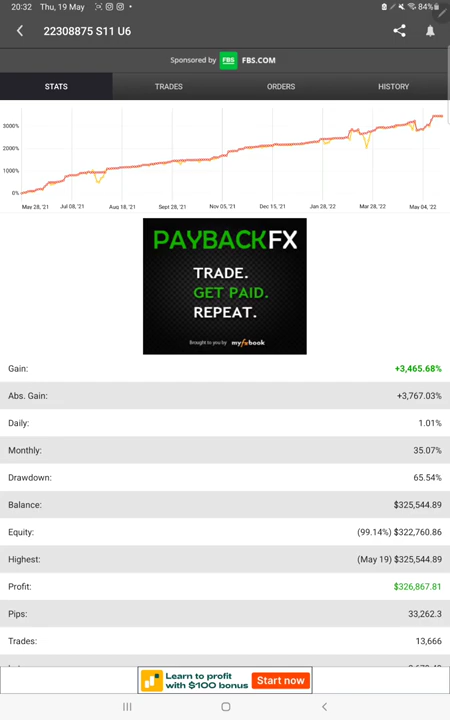 20:32 Thu, 19 May 84%
22308875 S11 U6
Sponsored by FBS FBS.COM
STATS TRADES ORDERS HISTORY
3000%
2000%
1000%
0%
May 28, '21 Jul 08, '21 Aug 18, '21 Sept 28, '21 Nov 05, '21 Dec 15, '21 Jan 28, '22 Mar 28, '22 May 04, '22
PAYBACKFX
TRADE.
GET PAID.
REPEAT.
Brought to you by myfxbook
Gain: +3,465.68%
Abs. Gain: +3,767.03%
Daily: 1.01%
Monthly: 35.07%
Drawdown: 65.54%
Balance: $325,544.89
Equity: (99.14%) $322,760.86
Highest: (May 19) $325,544.89
Profit: $326,867.81
Pips: 33,262.3
Trades: 13,666
Learn to profit
with $100 bonus
Start now